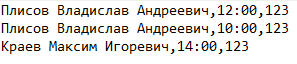 Плисов Владислав Андреевич,12:00,123
Плисов Владислав Андреевич,10:00,123
Краев Максим Игоревич,14:00,123